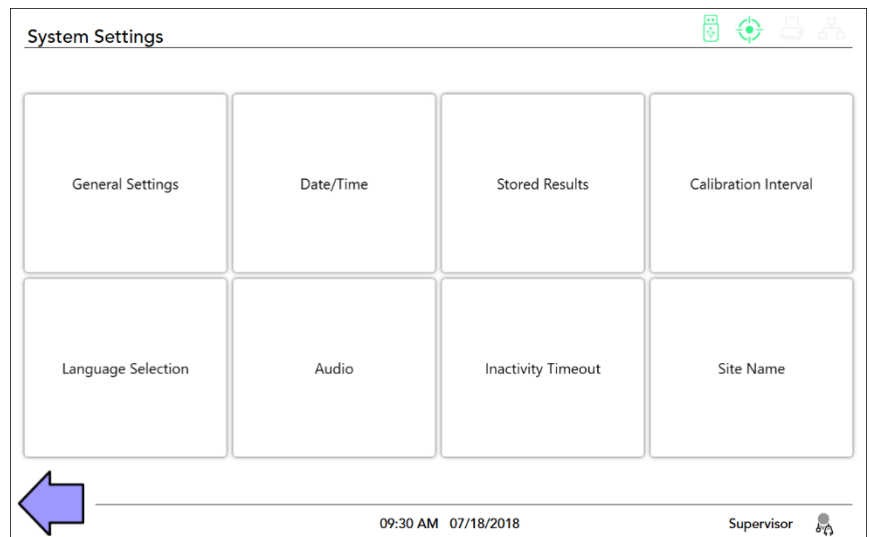 System Settings
General Settings
Date/Time
Stored Results
Calibration Interval
Language Selection
Audio
Inactivity Timeout
Site Name
09:30 AM 07/18/2018
Supervisor